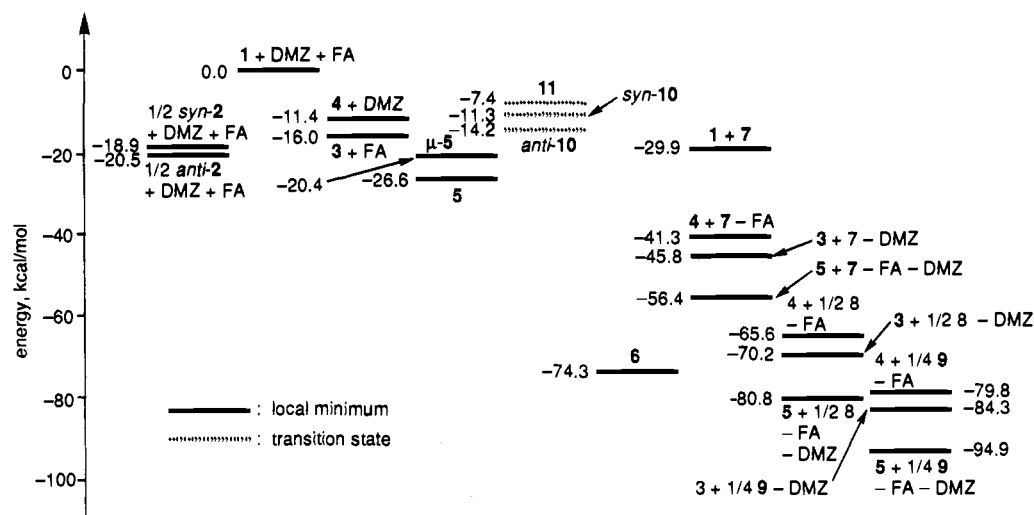 1 + DMZ + FA
0
0.0
1/2 syn-2
+ DMZ + FA
-18.9
-20.5
1/2 anti-2
+ DMZ + FA
4 + DMZ
-11.4
-16.0
3 + FA
μ-5
-20.4
-26.6
5
11
-7.4
-11.3
-14.2
syn-10
anti-10
1 + 7
-29.9
-20
-40
-60
-80
-100
energy, kcal/mol
4 + 7 – FA
-41.3
-45.8
3 + 7 – DMZ
5 + 7 – FA – DMZ
-56.4
4 + 1/2 8
– FA
-65.6
-70.2
3 + 1/2 8 – DMZ
6
-74.3
4 + 1/4 9
– FA
-79.8
-84.3
-80.8
5 + 1/2 8
– FA
– DMZ
-94.9
3 + 1/4 9 – DMZ
5 + 1/4 9
– FA – DMZ
: local minimum
: transition state